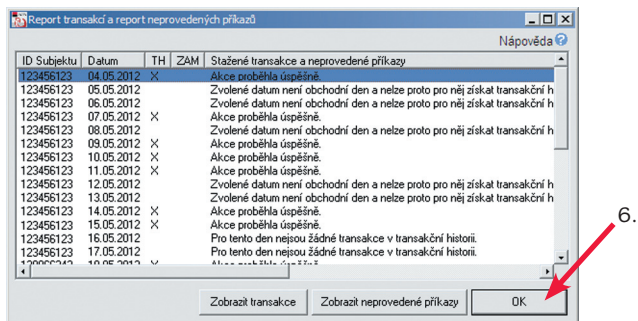 Report transakcí a report neprovedených příkazů
Nápověda
ID Subjektu Datum TH ZAM Stažené transakce a neprovedené příkazy
123456123 04.05.2012 X Akce proběhla úspěšně.
123456123 05.05.2012 Zvolené datum není obchodní den a nelze proto pro něj získat transakční h
123456123 06.05.2012 Zvolené datum není obchodní den a nelze proto pro něj získat transakční h
123456123 07.05.2012 X Akce proběhla úspěšně.
123456123 08.05.2012 Zvolené datum není obchodní den a nelze proto pro něj získat transakční h
123456123 09.05.2012 X Akce proběhla úspěšně.
123456123 10.05.2012 X Akce proběhla úspěšně.
123456123 11.05.2012 X Akce proběhla úspěšně.
123456123 12.05.2012 Zvolené datum není obchodní den a nelze proto pro něj získat transakční h
123456123 13.05.2012 Zvolené datum není obchodní den a nelze proto pro něj získat transakční h
123456123 14.05.2012 X Akce proběhla úspěšně.
123456123 15.05.2012 X Akce proběhla úspěšně.
123456123 16.05.2012 Pro tento den nejsou žádné transakce v transakční historii.
123456123 17.05.2012 Pro tento den nejsou žádné transakce v transakční historii.
6.
Zobrazit transakce Zobrazit neprovedené příkazy OK